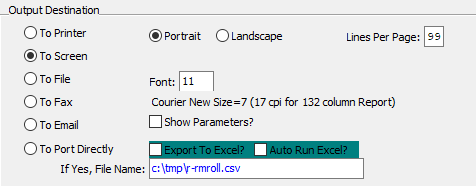 Output Destination
To Printer
Portrait
Landscape
Lines Per Page: 99
To Screen
To File
Font: 11
To Fax
Courier New Size=7 (17 cpi for 132 column Report)
To Email
Show Parameters?
To Port Directly
Export To Excel?
Auto Run Excel?
If Yes, File Name: c:\tmp\r-rmroll.csv